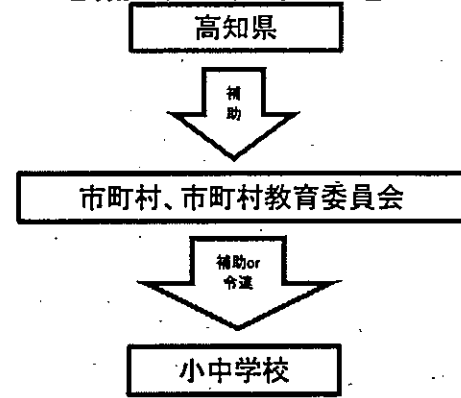 高知県
補
助
市町村、市町村教育委員会
補助or
令達
小中学校